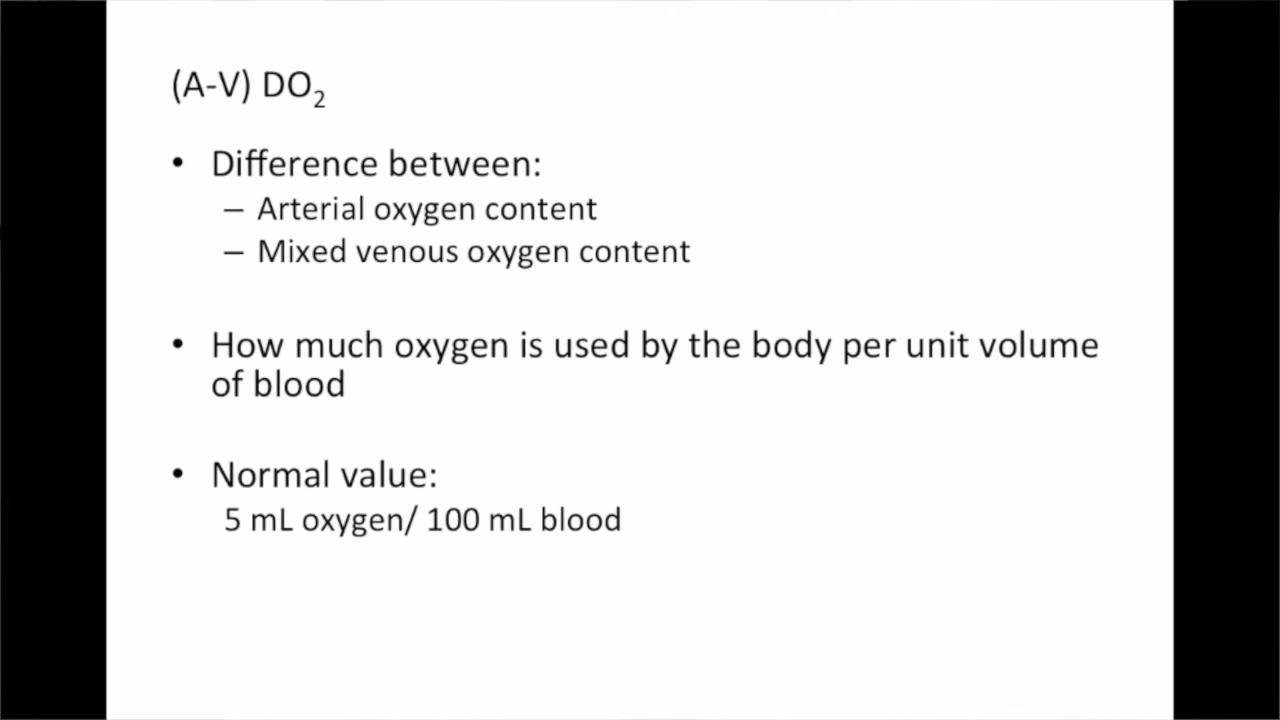 (A-V) DO₂
• Difference between:
– Arterial oxygen content
– Mixed venous oxygen content
• How much oxygen is used by the body per unit volume
of blood
• Normal value:
5 mL oxygen/ 100 mL blood